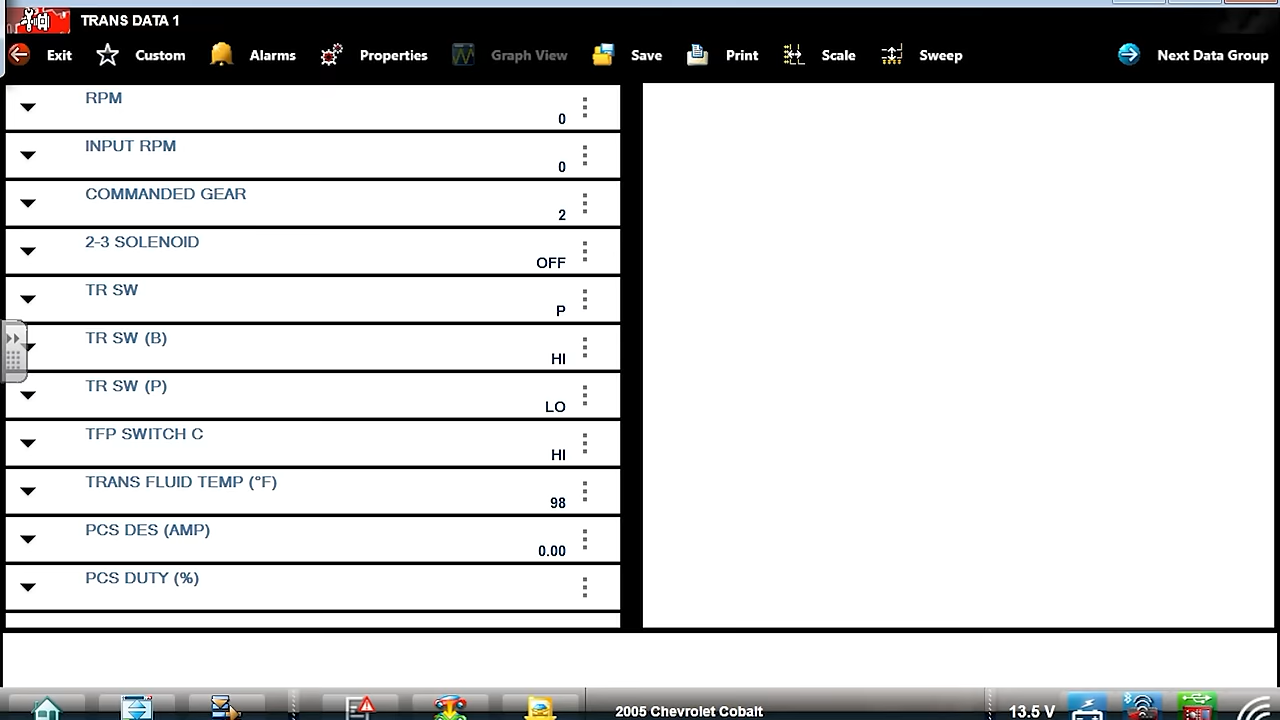 TRANS DATA 1
Exit Custom Alarms Properties Graph View Save Print Scale Sweep Next Data Group
RPM
0
INPUT RPM
0
COMMANDED GEAR
2
2-3 SOLENOID
OFF
TR SW
P
TR SW (B)
HI
TR SW (P)
LO
TFP SWITCH C
HI
TRANS FLUID TEMP (°F)
98
PCS DES (AMP)
0.00
PCS DUTY (%)
2005 Chevrolet Cobalt 13.5 V